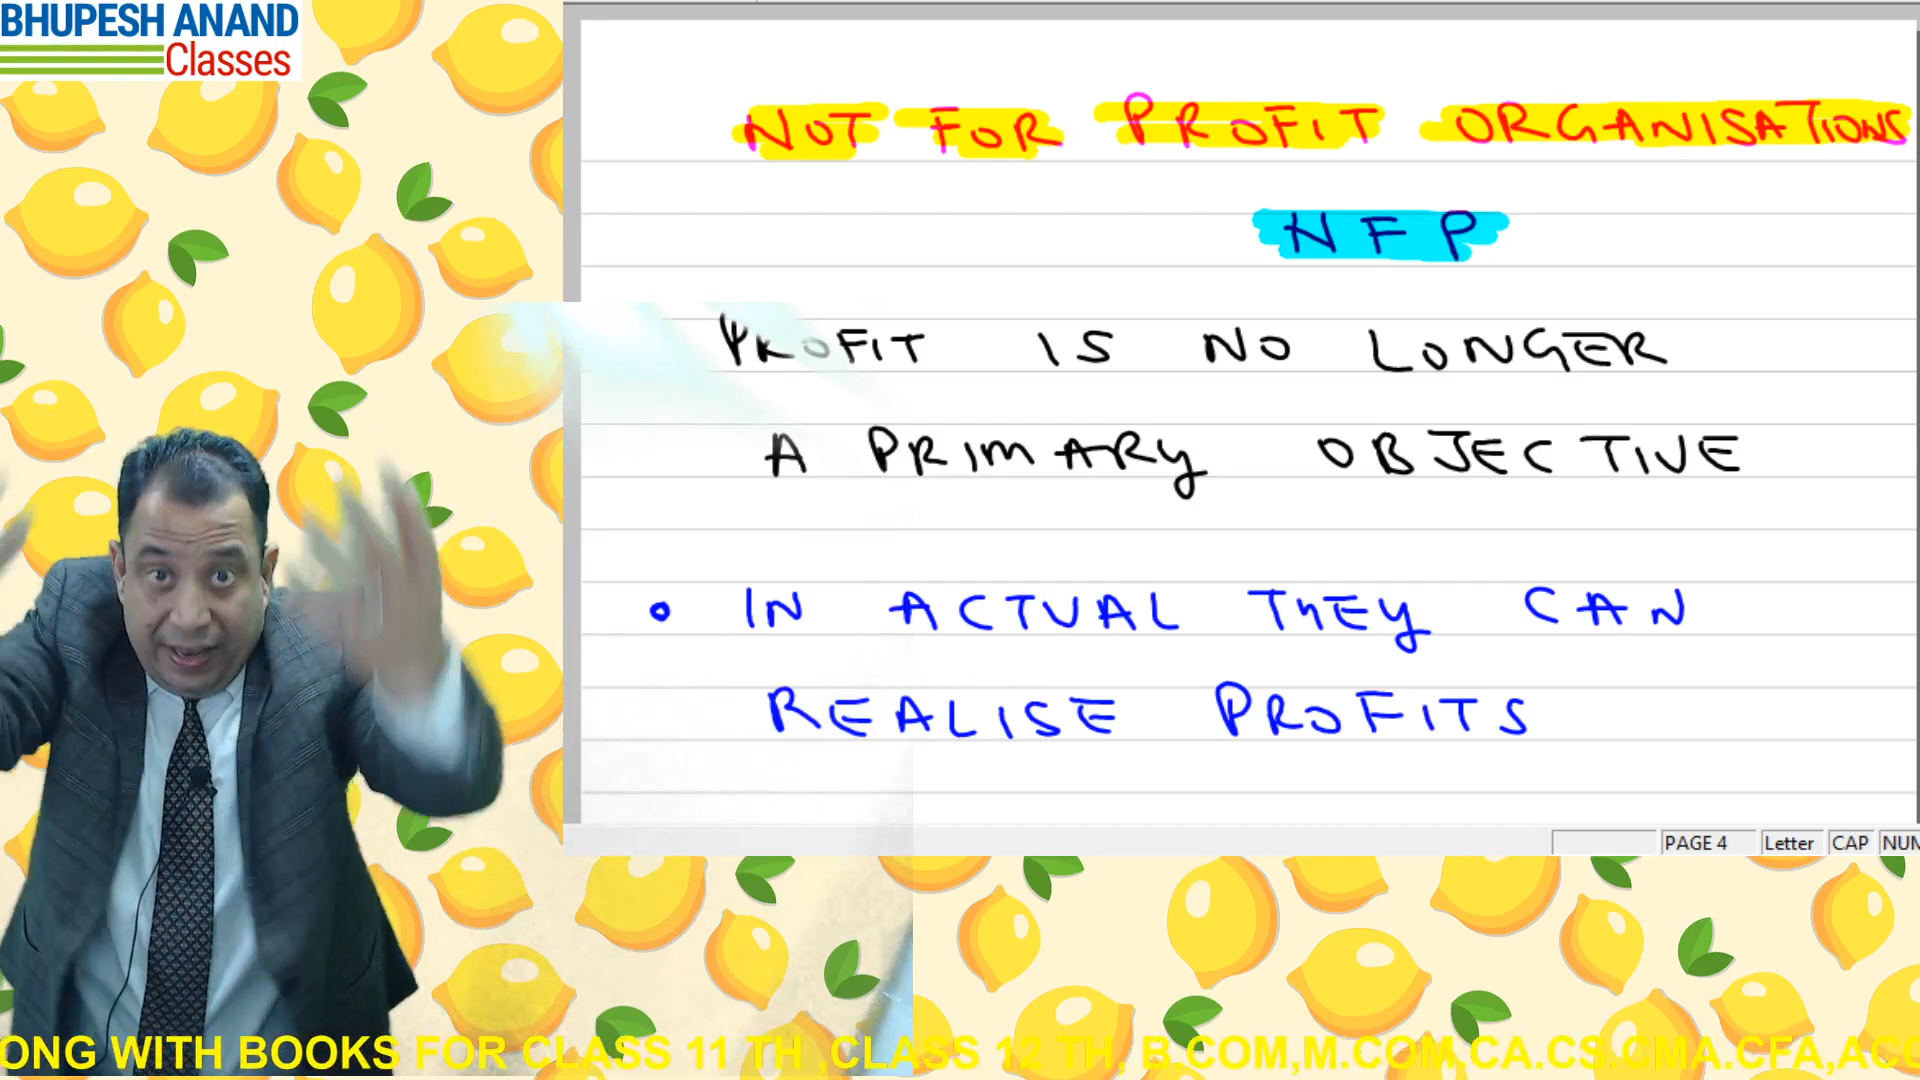 BHUPESH ANAND
Classes
NOT FOR PROFIT ORGANISATIONS
NFP
PROFIT IS NO LONGER
A PRIMARY OBJECTIVE
• IN ACTUAL THEY CAN
REALISE PROFITS
PAGE 4 Letter CAP NUM
ONG WITH BOOKS FOR CLASS 11 TH ,CLASS 12 TH, B.COM,M.COM,CA.CS,CMA.CFA,ACC